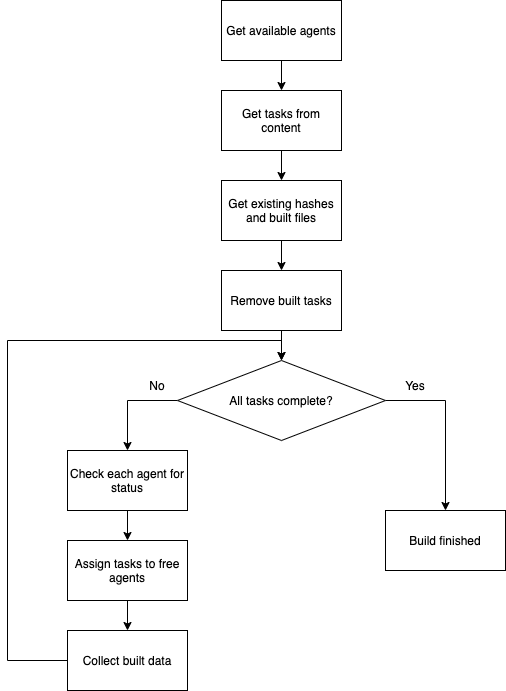 Get available agents
Get tasks from
content
Get existing hashes
and built files
Remove built tasks
All tasks complete?
No
Yes
Check each agent for
status
Assign tasks to free
agents
Collect built data
Build finished